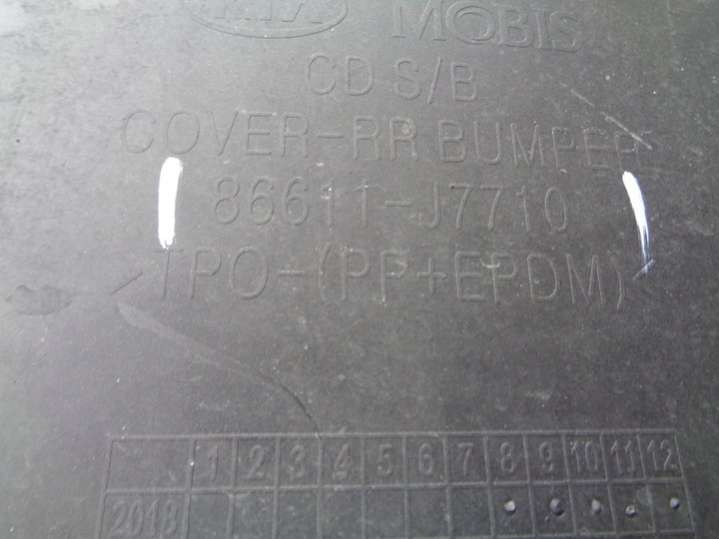 KIA MOBIS
CD S/B
COVER-RR BUMPER
86611-J7710
>TPO-(PP+EPDM)<
1 2 3 4 5 6 7 8 9 10 11 12
2018